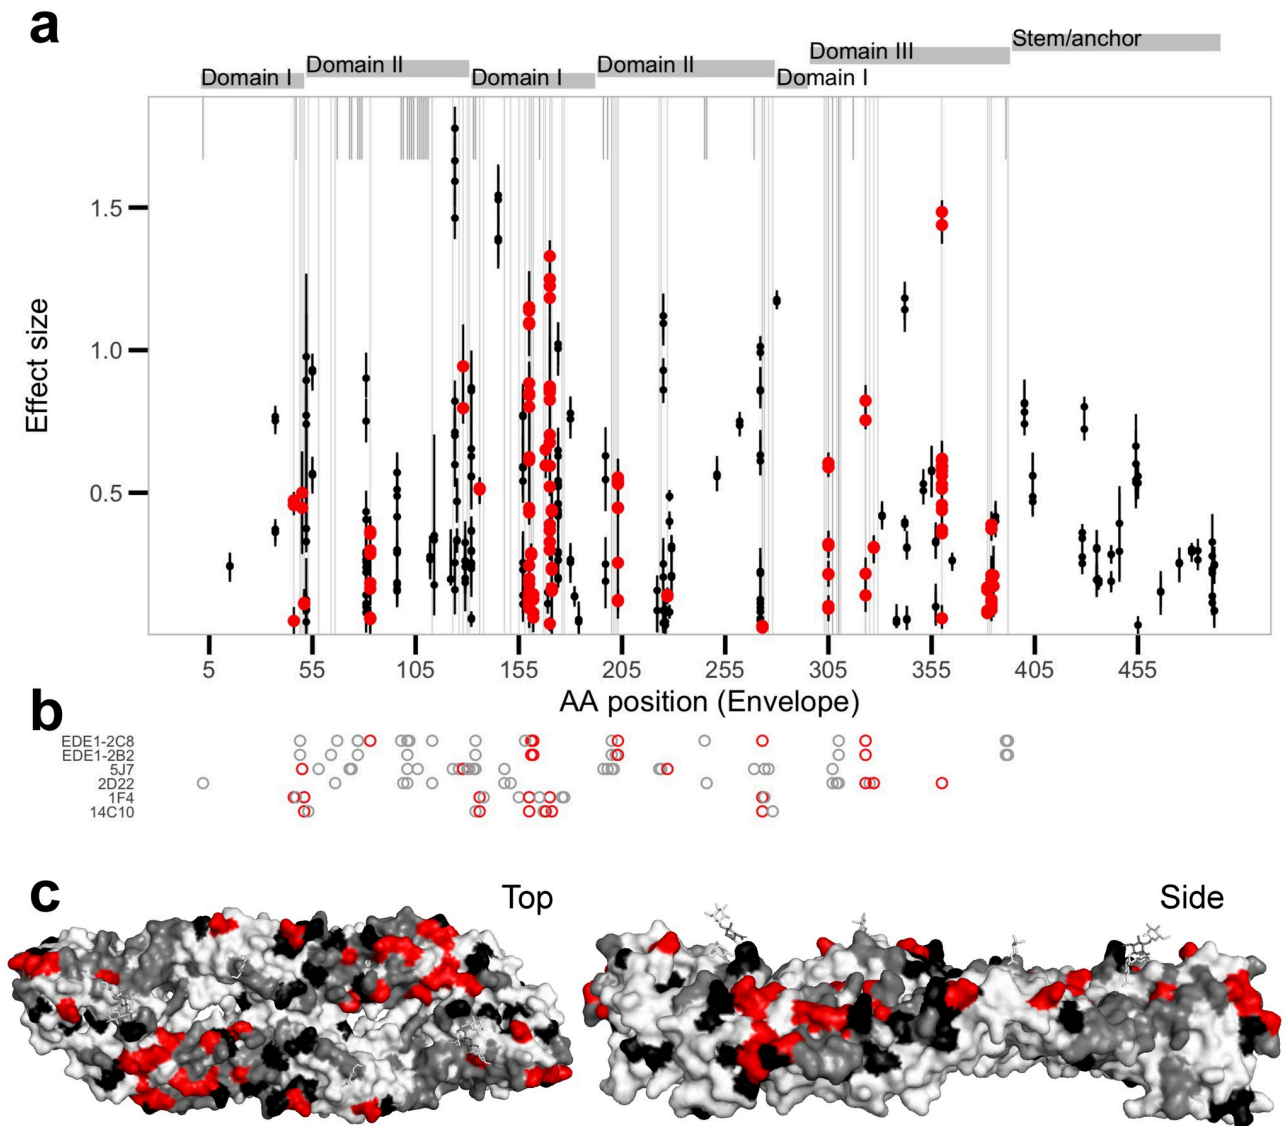 a
Stem/anchor
Domain III
Domain II
Domain II
Domain I
Domain I
Domain I
Effect size
1.5
1.0
0.5
5 55 105 155 205 255 305 355 405 455
AA position (Envelope)
b
EDE1-2C8
EDE1-2B2
5J7
2D22
1F4
14C10
c
Top
Side